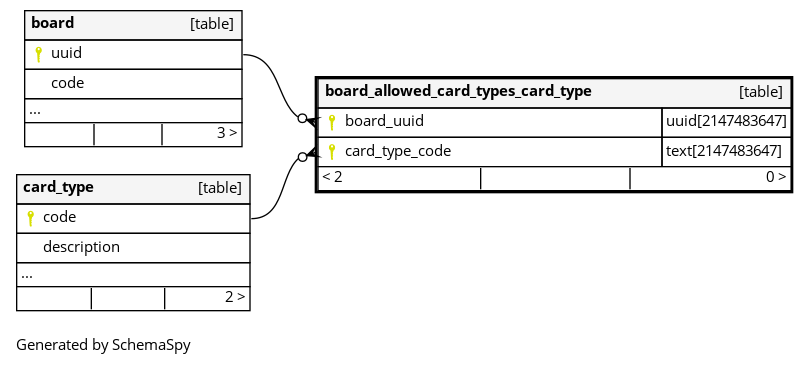 board [table]
uuid
code
...
3 >
board_allowed_card_types_card_type [table]
board_uuid uuid[2147483647]
card_type_code text[2147483647]
< 2 0 >
card_type [table]
code
description
...
2 >
Generated by SchemaSpy